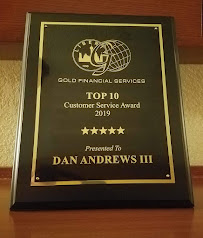 GOLD FINANCIAL SERVICES
TOP 10
Customer Service Award
2019
Presented To
DAN ANDREWS III